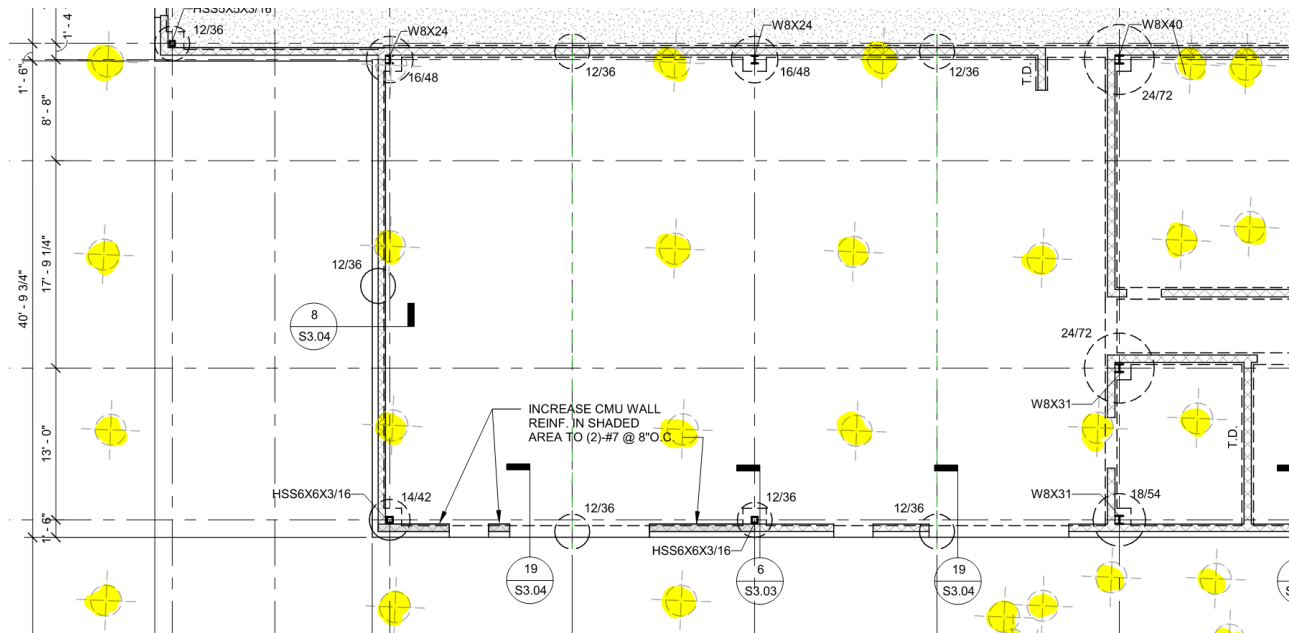 HSS5X5X3/16
12/36
W8X24
16/48
12/36
W8X24
16/48
12/36
W8X40
24/72
T.D.
1' - 4
1' - 6"
8' - 8"
17' - 9 1/4"
40' - 9 3/4"
13' - 0"
1' - 6"
12/36
8
S3.04
24/72
W8X31
T.D.
INCREASE CMU WALL
REINF. IN SHADED
AREA TO (2)-#7 @ 8"O.C.
HSS6X6X3/16
14/42
12/36
12/36
HSS6X6X3/16
12/36
W8X31
18/54
19
S3.04
6
S3.03
19
S3.04